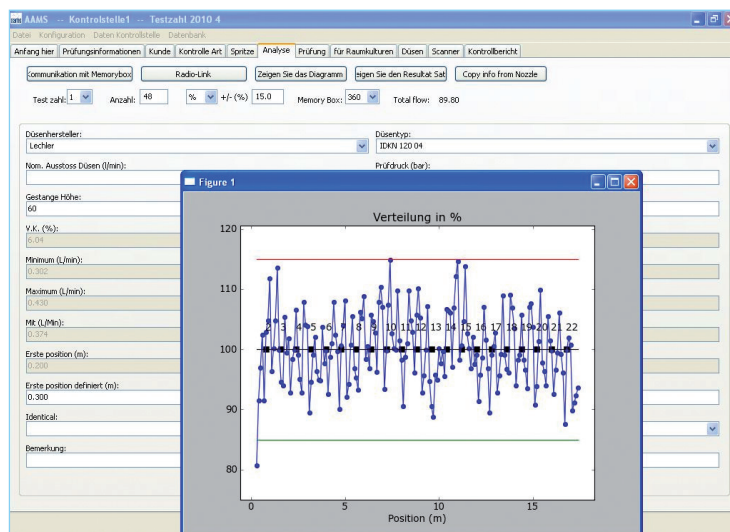 AAMS -- Kontrollstelle1 -- Testzahl 2010 4
Datei Konfiguration Daten Kontrollstelle Datenbank
Anfang hier Prüfungsinformationen Kunde Kontrolle Art Spritze Analyse Prüfung für Raumkulturen Düsen Scanner Kontrollbericht
Communikation mit Memorybox Radio-Link Zeigen Sie das Diagramm eigen Sie den Resultat Sat Copy info from Nozzle
Test zahl: 1 Anzahl: 48 % +/- (%) 15.0 Memory Box: 360 Total flow: 89.80
Düsenhersteller: Düsentyp:
Lechler IDKN 120 04
Nom. Ausstoss Düsen (l/min): Prüfdruck (bar):
Gestange Höhe:
60
V.K. (%):
6.04
Minimum (L/min):
0.302
Maximum (L/min):
0.430
Mit (L/Min):
0.374
Erste position (m):
0.200
Erste position definiert (m):
0.300
Identical:
Bemerkung:
Figure 1
Verteilung in %
120
110
100
90
80
2 3 4 5 6 7 8 9 10 11 12 13 14 15 16 17 18 19 20 21 22
0 5 10 15
Position (m)